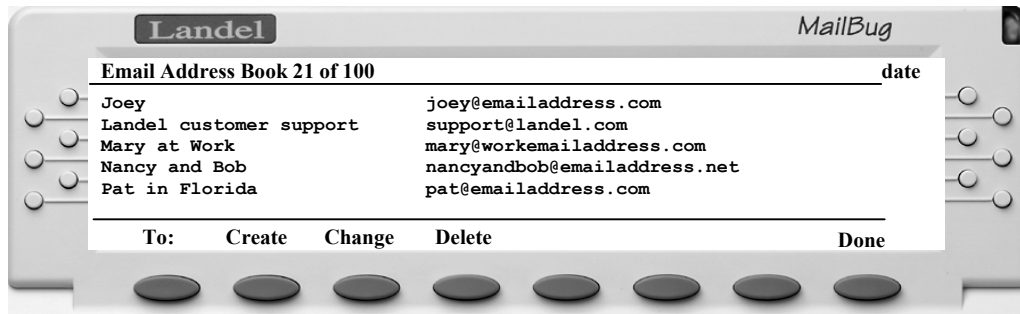 Landel MailBug
Email Address Book 21 of 100 date
Joey joey@emailaddress.com
Landel customer support support@landel.com
Mary at Work mary@workemailaddress.com
Nancy and Bob nancyandbob@emailaddress.net
Pat in Florida pat@emailaddress.com
To: Create Change Delete Done